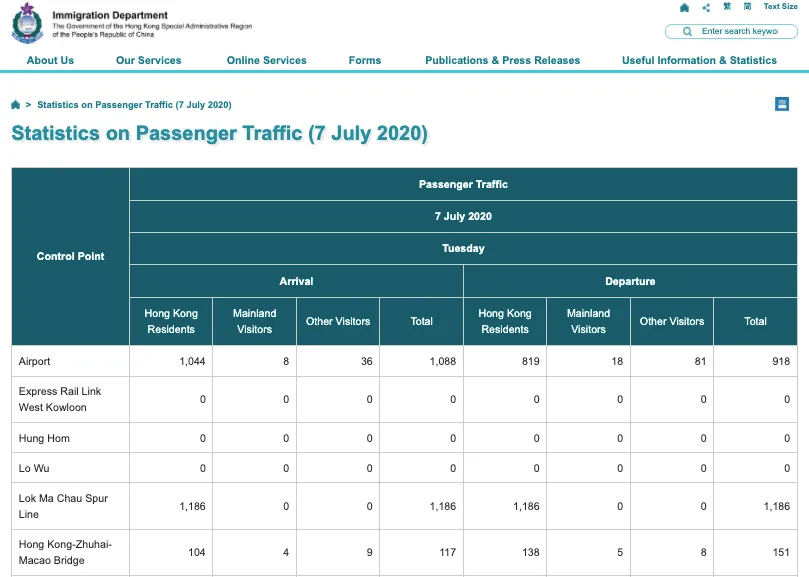 Immigration Department
The Government of the Hong Kong Special Administrative Region
of the People's Republic of China
繁 简 Text Size
Enter search keywor
About Us Our Services Online Services Forms Publications & Press Releases Useful Information & Statistics
> Statistics on Passenger Traffic (7 July 2020)
Statistics on Passenger Traffic (7 July 2020)
Control Point
Passenger Traffic
7 July 2020
Tuesday
Arrival Departure
Hong Kong Residents Mainland Visitors Other Visitors Total Hong Kong Residents Mainland Visitors Other Visitors Total
Airport 1,044 8 36 1,088 819 18 81 918
Express Rail Link
West Kowloon 0 0 0 0 0 0 0 0
Hung Hom 0 0 0 0 0 0 0 0
Lo Wu 0 0 0 0 0 0 0 0
Lok Ma Chau Spur
Line 1,186 0 0 1,186 1,186 0 0 1,186
Hong Kong-Zhuhai-
Macao Bridge 104 4 9 117 138 5 8 151